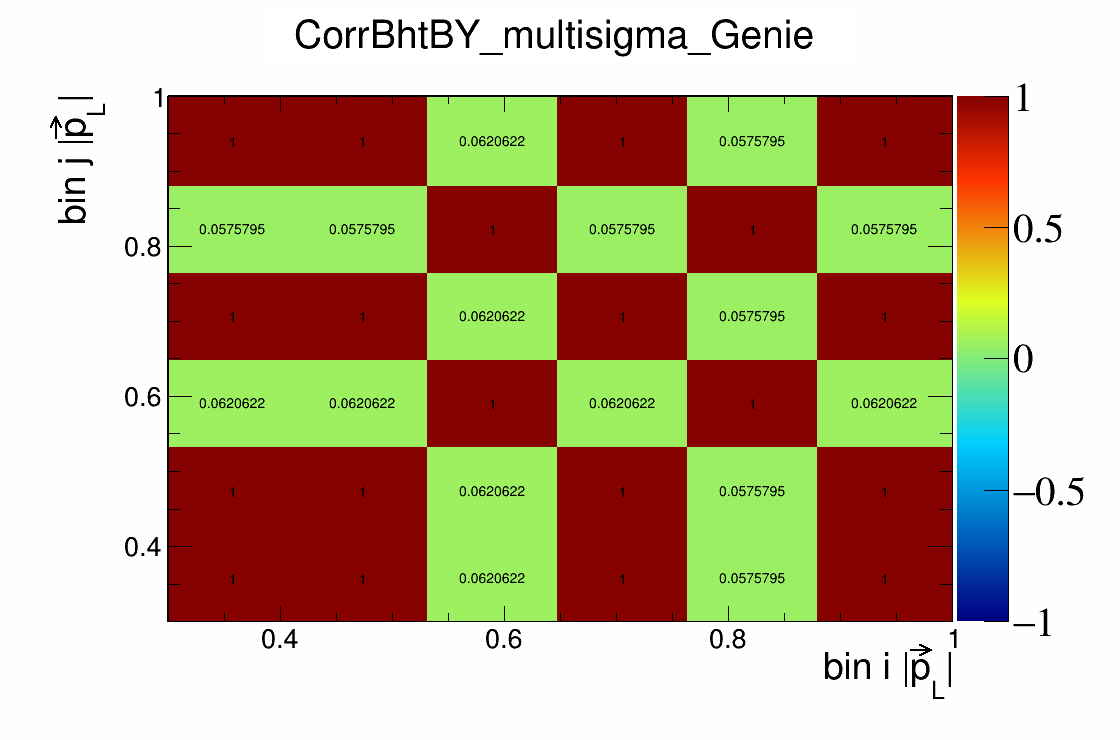 CorrBhtBY_multisigma_Genie
bin j |p⃗_L|
1
0.8
0.6
0.4
1 1 0.0620622 1 0.0575795 1
0.0575795 0.0575795 1 0.0575795 1 0.0575795
1 1 0.0620622 1 0.0575795 1
0.0620622 0.0620622 1 0.0620622 1 0.0620622
1 1 0.0620622 1 0.0575795 1
1 1 0.0620622 1 0.0575795 1
0.4 0.6 0.8 1
bin i |p⃗_L|
1
0.5
0
−0.5
−1